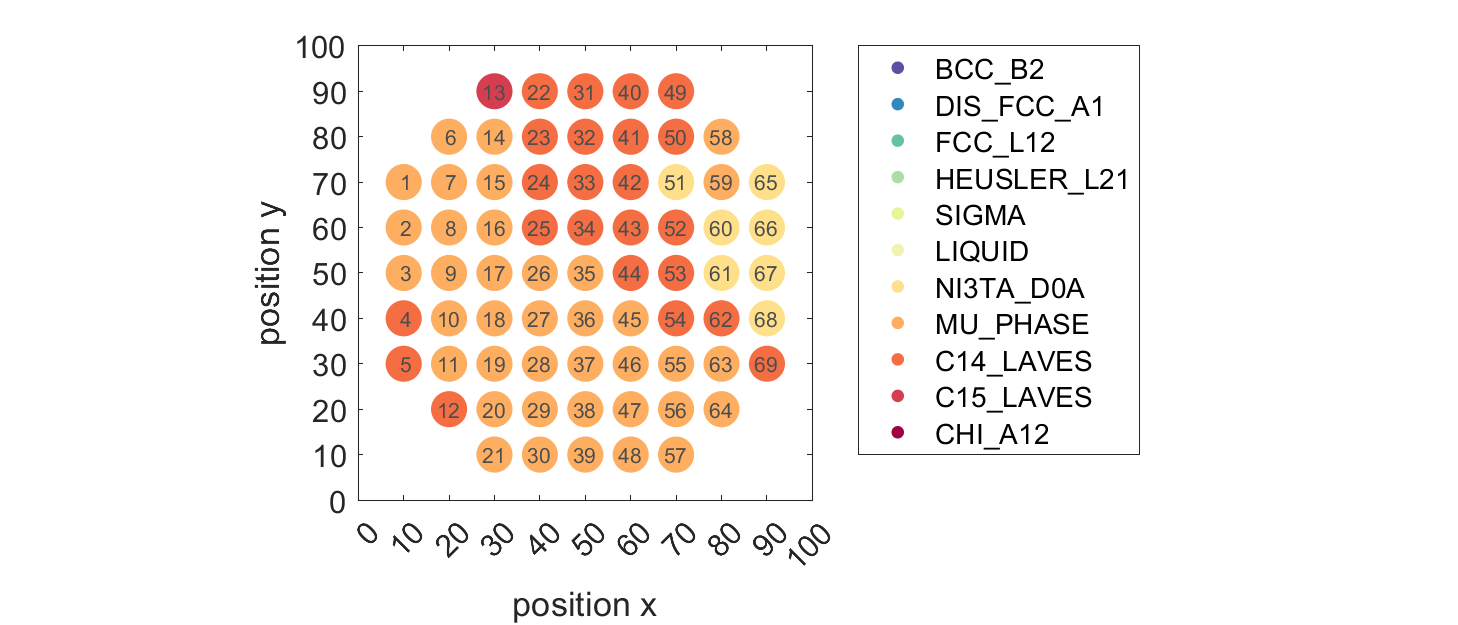 100
90
80
70
60
50
40
30
20
10
0
position y
13 22 31 40 49
6 14 23 32 41 50 58
1 7 15 24 33 42 51 59 65
2 8 16 25 34 43 52 60 66
3 9 17 26 35 44 53 61 67
4 10 18 27 36 45 54 62 68
5 11 19 28 37 46 55 63 69
12 20 29 38 47 56 64
21 30 39 48 57
0 10 20 30 40 50 60 70 80 90 100
position x
BCC_B2
DIS_FCC_A1
FCC_L12
HEUSLER_L21
SIGMA
LIQUID
NI3TA_D0A
MU_PHASE
C14_LAVES
C15_LAVES
CHI_A12